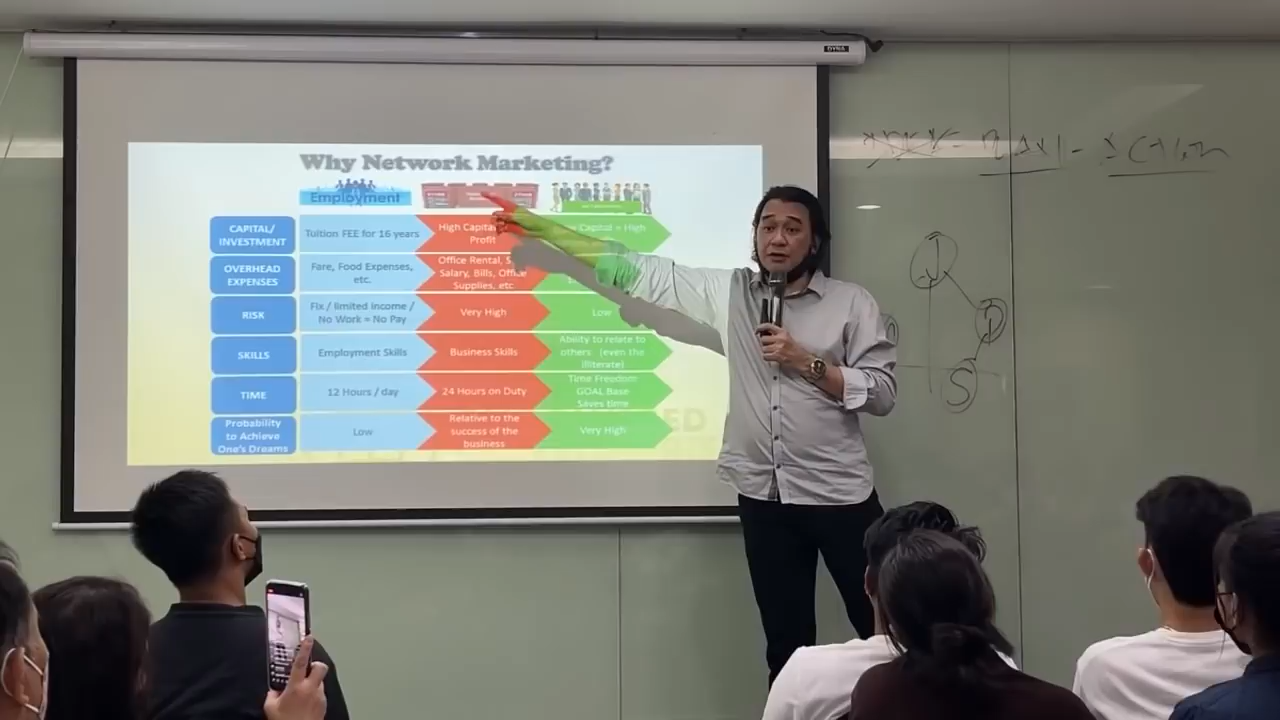 DYNA
Why Network Marketing?
Employment
CAPITAL/
INVESTMENT
Tuition FEE for 16 years
High Capital
Profit
Capital = High
OVERHEAD
EXPENSES
Fare, Food Expenses,
etc.
Office Rental,
Salary, Bills, Office
Supplies, etc
RISK
Fix / limited income /
No Work = No Pay
Very High
Low
SKILLS
Employment Skills
Business Skills
Ability to relate to
others (even the
illiterate)
TIME
12 Hours / day
24 Hours on Duty
Time Freedom
GOAL Base
Saves time
Probability
to Achieve
One's Dreams
Low
Relative to the
success of the
business
Very High
S